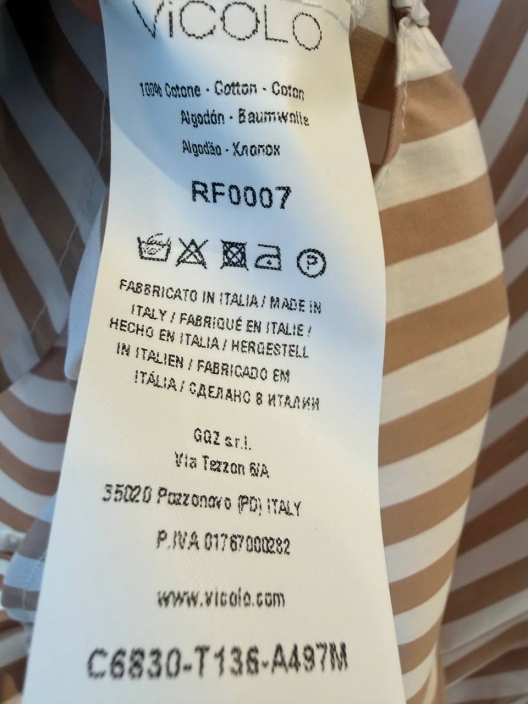 ViCOLO
100% Cotone - Cotton - Coton
Algodón - Baumwolle
Algodão - Хлопок
RF0007
P
FABBRICATO IN ITALIA / MADE IN
ITALY / FABRIQUÉ EN ITALIE /
HECHO EN ITALIA / HERGESTELL
IN ITALIEN / FABRICADO EM
ITÁLIA / СДЕЛАНО В ИТАЛИИ
GGZ s.r.l.
Via Tezzon 6/A
35020 Pozzonovo (PD) ITALY
P.IVA 01767000282
www.vicolo.com
C6830-T136-A497M